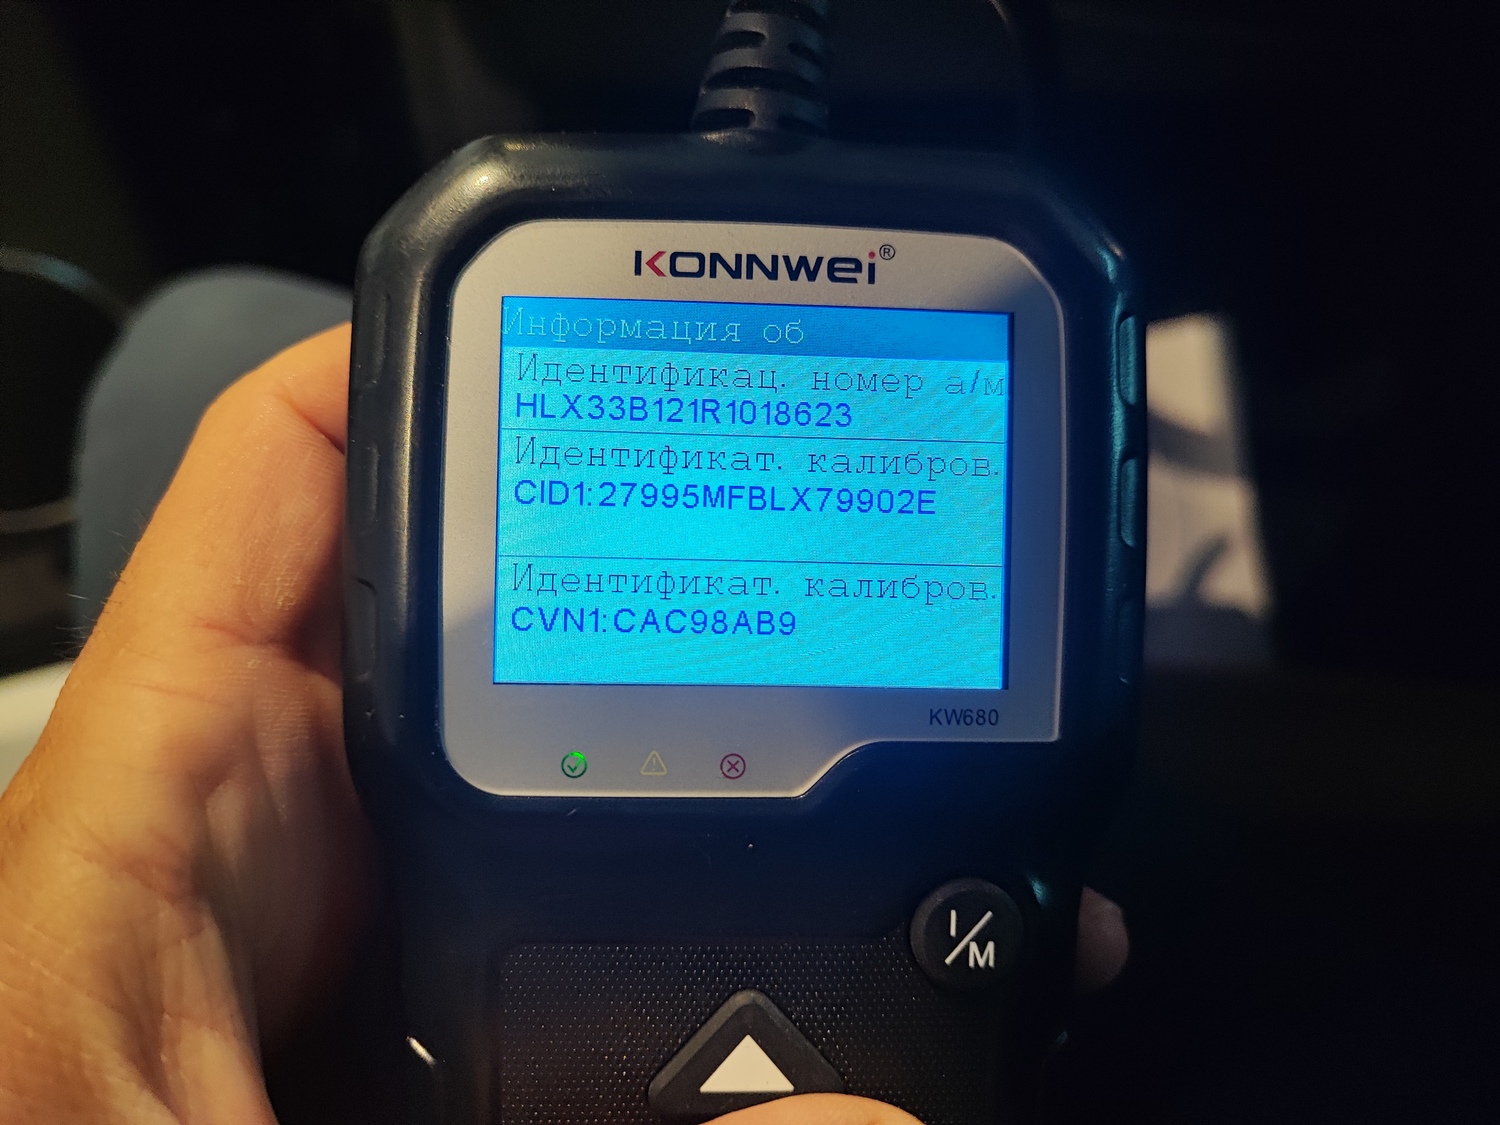 KONNWEI®
Информация об
Идентификац. номер а/м
HLX33B121R1018623
Идентификат. калибров.
CID1:27995MFBLX79902E
Идентификат. калибров.
CVN1:CAC98AB9
KW680
I/M